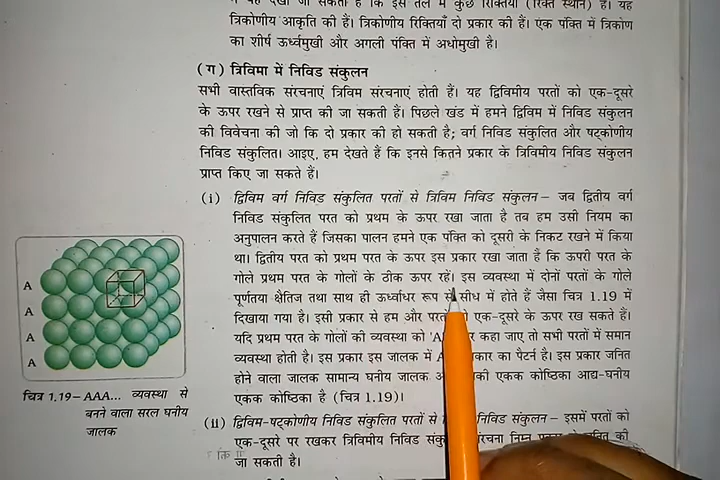 त्रिकोणीय आकृति की हैं। त्रिकोणीय रिक्तियाँ दो प्रकार की हैं। एक पंक्ति में त्रिकोण
का शीर्ष ऊर्ध्वमुखी और अगली पंक्ति में अधोमुखी है।
(ग) त्रिविमा में निविड संकुलन
सभी वास्तविक संरचनाएं त्रिविम संरचनाएं होती हैं। यह द्विविमीय परतों को एक-दूसरे
के ऊपर रखने से प्राप्त की जा सकती हैं। पिछले खंड में हमने द्विविम में निविड संकुलन
की विवेचना की जो कि दो प्रकार की हो सकती है; वर्ग निविड संकुलित और षट्कोणीय
निविड संकुलित। आइए, हम देखते हैं कि इनसे कितने प्रकार के त्रिविमीय निविड संकुलन
प्राप्त किए जा सकते हैं।
(i) द्विविम वर्ग निविड संकुलित परतों से त्रिविम निविड संकुलन – जब द्वितीय वर्ग
निविड संकुलित परत को प्रथम के ऊपर रखा जाता है तब हम उसी नियम का
अनुपालन करते हैं जिसका पालन हमने एक पंक्ति को दूसरी के निकट रखने में किया
था। द्वितीय परत को प्रथम परत के ऊपर इस प्रकार रखा जाता है कि ऊपरी परत के
गोले प्रथम परत के गोलों के ठीक ऊपर रहें। इस व्यवस्था में दोनों परतों के गोले
पूर्णतया क्षैतिज तथा साथ ही ऊर्ध्वाधर रूप से सीध में होते हैं जैसा चित्र 1.19 में
दिखाया गया है। इसी प्रकार से हम और एक-दूसरे के ऊपर रख सकते हैं।
यदि प्रथम परत के गोलों की व्यवस्था को कहा जाए तो सभी परतों में समान
व्यवस्था होती है। इस प्रकार इस जालक में का पैटर्न है। इस प्रकार जनित
होने वाला जालक सामान्य घनीय जालक एकक कोष्ठिका आद्य-घनीय
एकक कोष्ठिका है (चित्र 1.19)।
(ii) द्विविम-षट्कोणीय निविड संकुलित परतों से निविड संकुलन – इसमें परतों को
एक-दूसरे पर रखकर त्रिविमीय निविड
जा सकती है।
A
A
A
A
चित्र 1.19 – AAA... व्यवस्था से
बनने वाला सरल घनीय
जालक